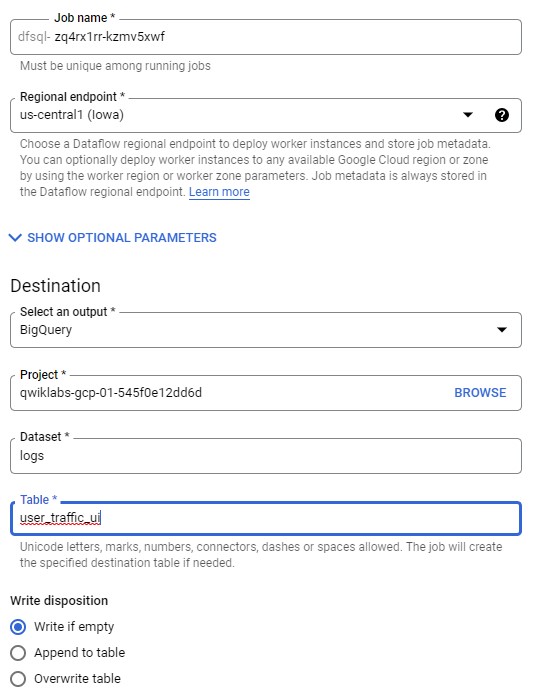 Job name *
dfsql- zq4rx1rr-kzmv5xwf
Must be unique among running jobs
Regional endpoint *
us-central1 (Iowa)
Choose a Dataflow regional endpoint to deploy worker instances and store job metadata.
You can optionally deploy worker instances to any available Google Cloud region or zone
by using the worker region or worker zone parameters. Job metadata is always stored in
the Dataflow regional endpoint. Learn more
SHOW OPTIONAL PARAMETERS
Destination
Select an output *
BigQuery
Project *
qwiklabs-gcp-01-545f0e12dd6d BROWSE
Dataset *
logs
Table *
user_traffic_ui
Unicode letters, marks, numbers, connectors, dashes or spaces allowed. The job will create
the specified destination table if needed.
Write disposition
Write if empty
Append to table
Overwrite table